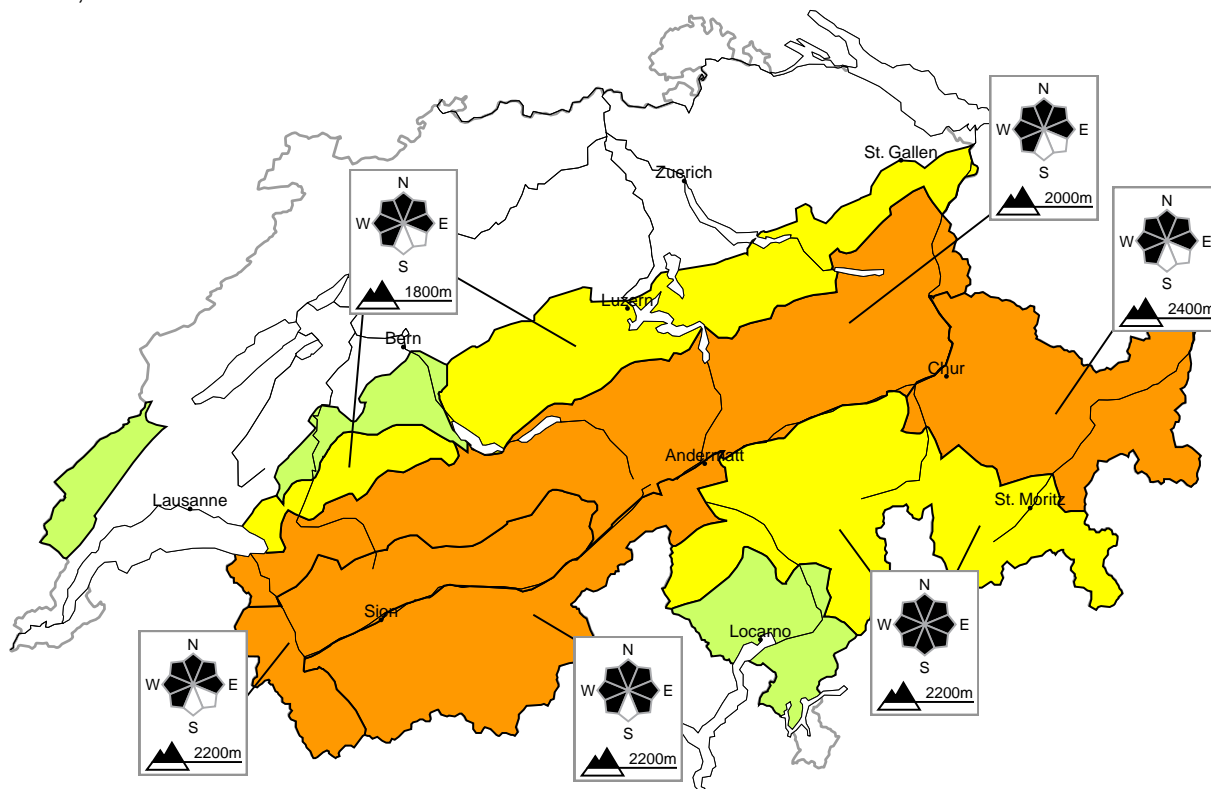 N
W E
S
2000m
St. Gallen
Zuerich
N
W E
S
1800m
N
W E
S
2400m
Luzern
Bern
Chur
Andermatt
Lausanne
St. Moritz
Sion
Locarno
N
W E
S
2200m
N
W E
S
2200m
N
W E
S
2200m